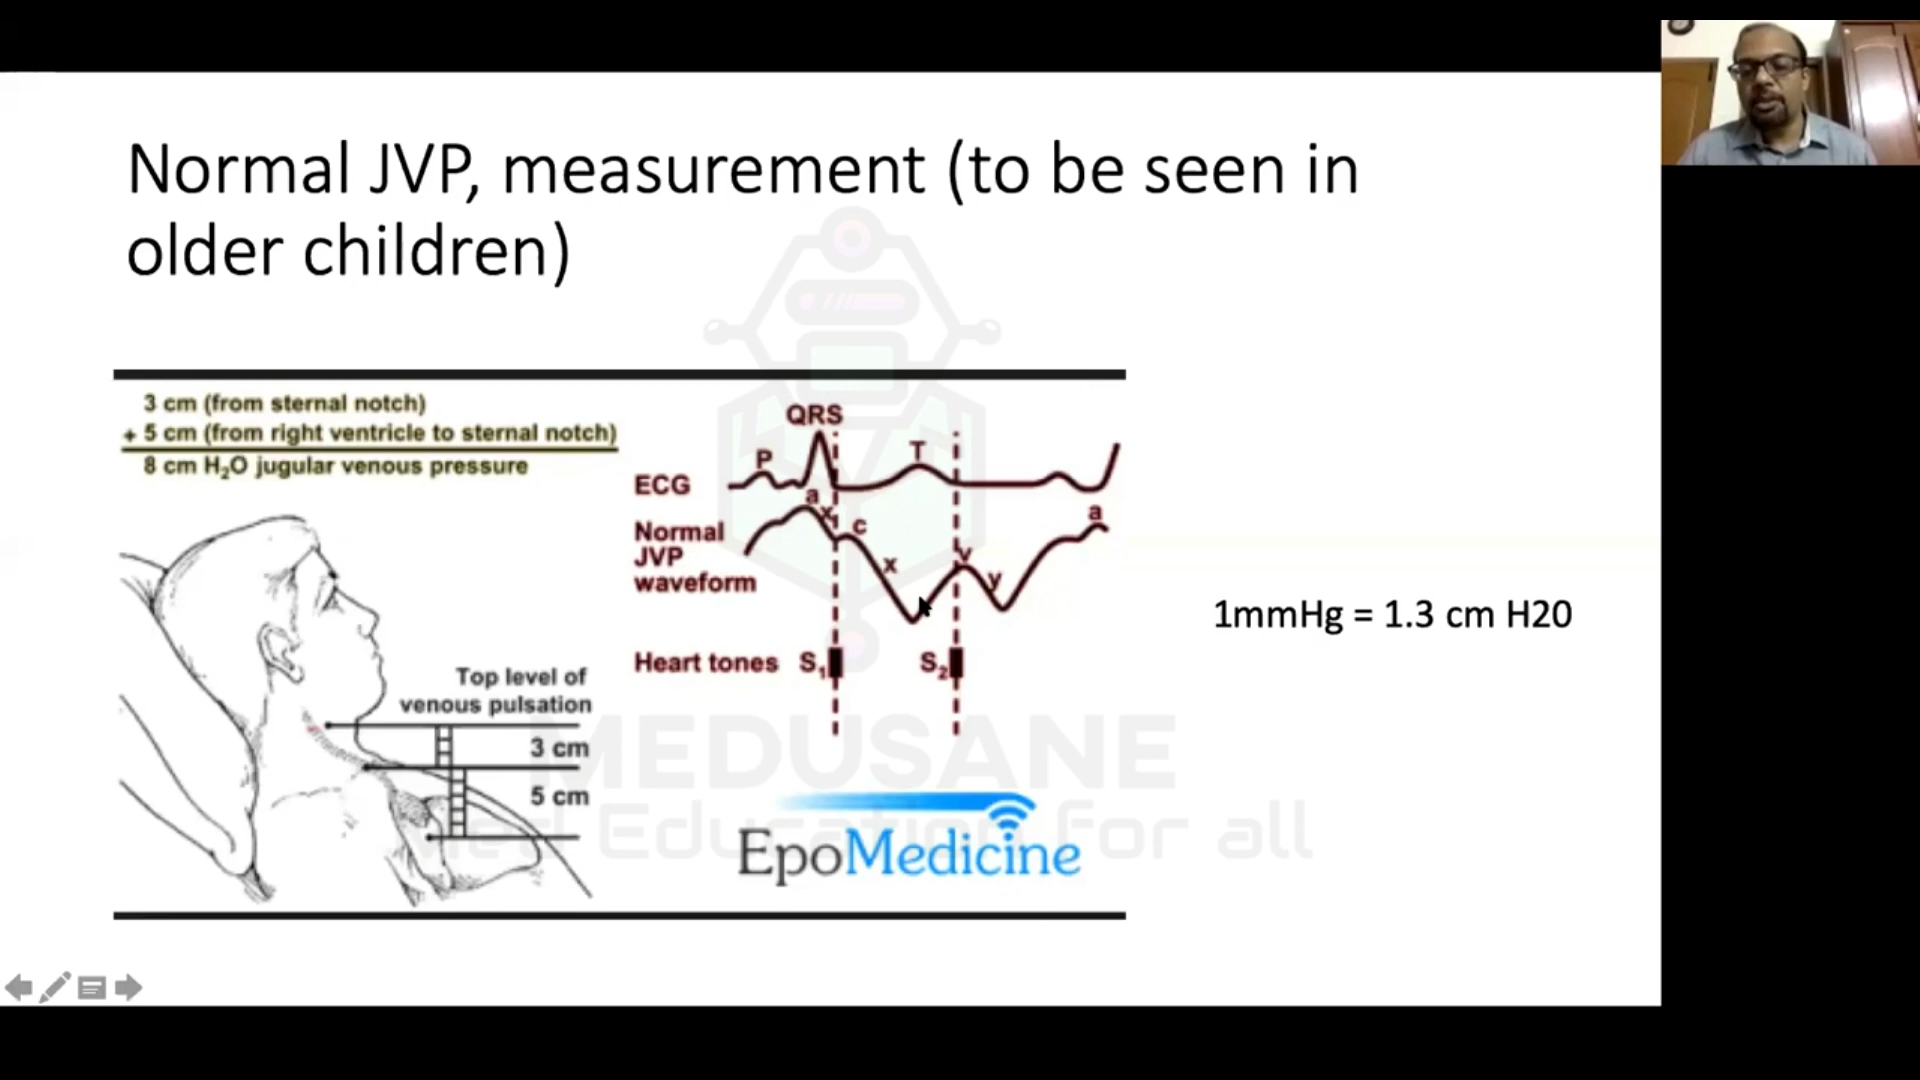 Normal JVP, measurement (to be seen in
older children)
3 cm (from sternal notch)
+ 5 cm (from right ventricle to sternal notch)
8 cm H₂O jugular venous pressure
QRS
P
T
ECG
a
x
c
a
Normal
JVP
waveform
x
v
y
1mmHg = 1.3 cm H20
Heart tones S₁ S₂
Top level of
venous pulsation
3 cm
5 cm
MEDUSANE
Med Education For all
EpoMedicine